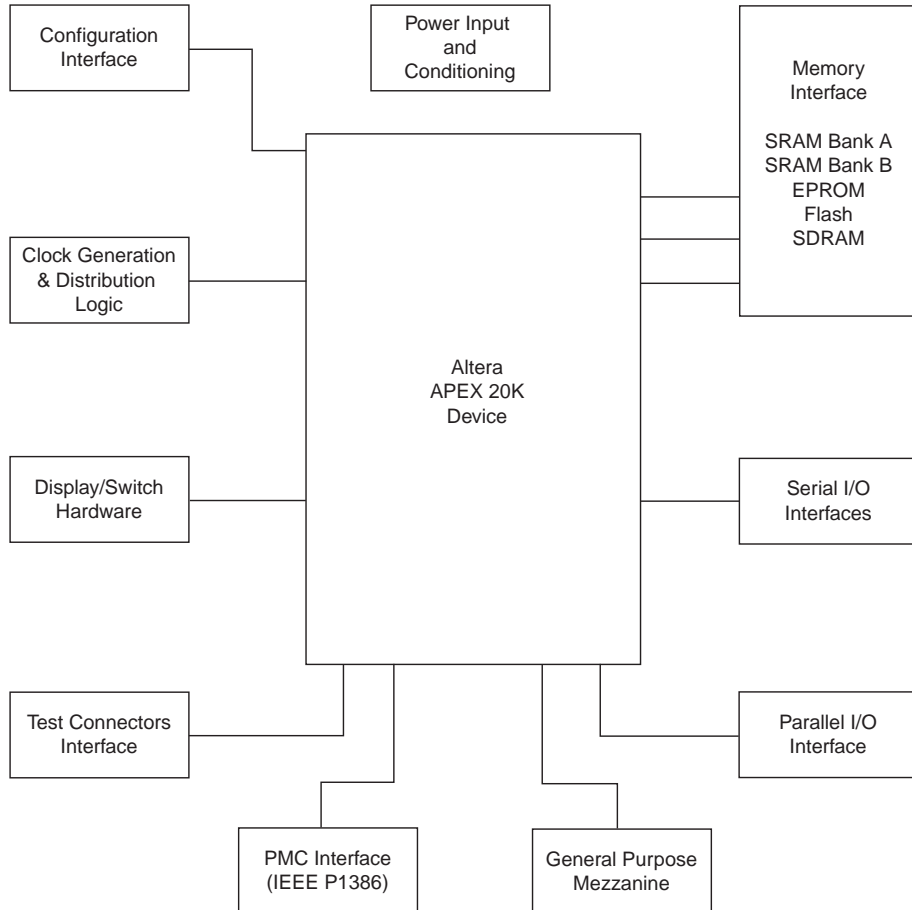 Configuration
Interface
Power Input
and
Conditioning
Memory
Interface
SRAM Bank A
SRAM Bank B
EPROM
Flash
SDRAM
Clock Generation
& Distribution
Logic
Altera
APEX 20K
Device
Display/Switch
Hardware
Serial I/O
Interfaces
Test Connectors
Interface
Parallel I/O
Interface
PMC Interface
(IEEE P1386)
General Purpose
Mezzanine